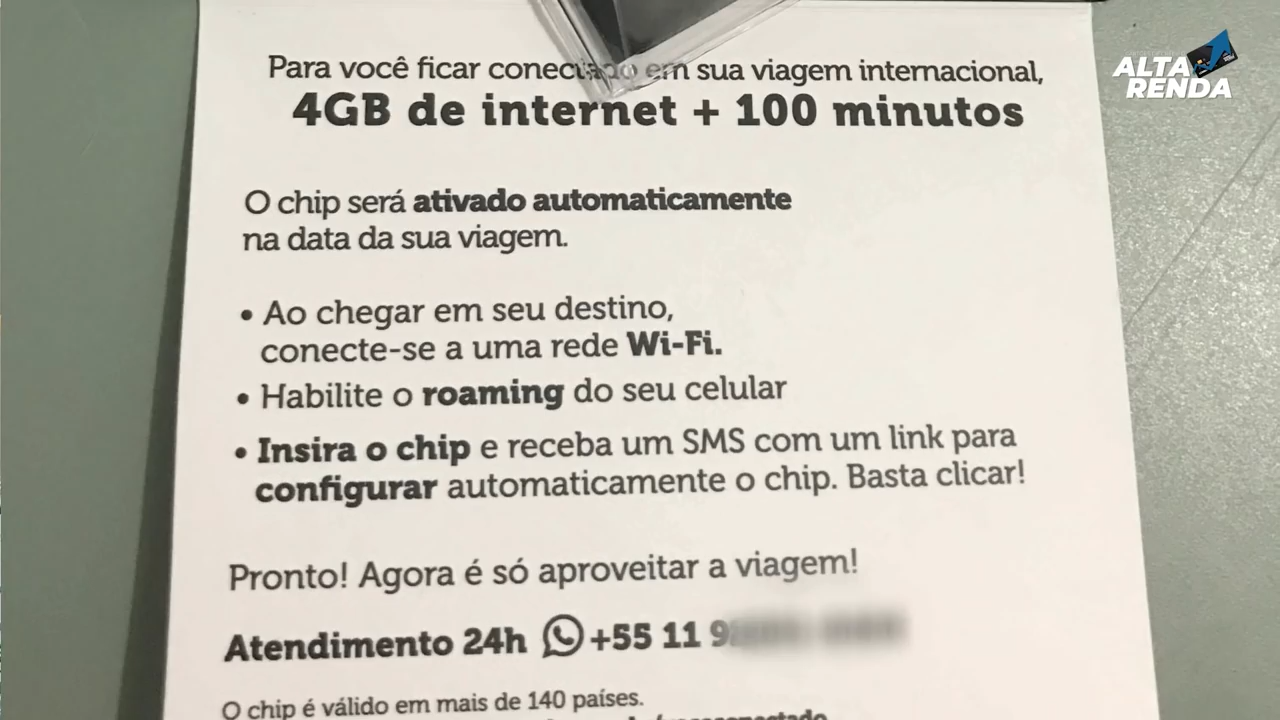 Para você ficar conectado em sua viagem internacional,
4GB de internet + 100 minutos
ALTA
RENDA
O chip será ativado automaticamente
na data da sua viagem.
• Ao chegar em seu destino,
conecte-se a uma rede Wi-Fi.
• Habilite o roaming do seu celular
• Insira o chip e receba um SMS com um link para
configurar automaticamente o chip. Basta clicar!
Pronto! Agora é só aproveitar a viagem!
Atendimento 24h +55 11 9
O chip é válido em mais de 140 países.